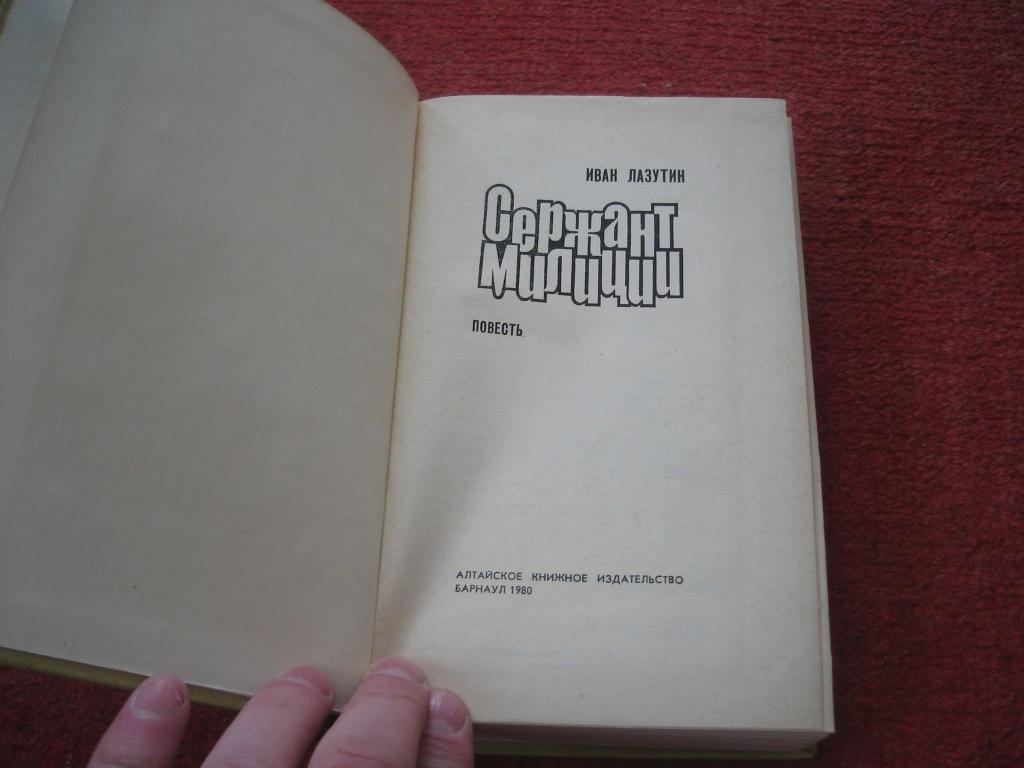 ИВАН ЛАЗУТИН
Сержант
Милиции
ПОВЕСТЬ
АЛТАЙСКОЕ КНИЖНОЕ ИЗДАТЕЛЬСТВО
БАРНАУЛ 1980